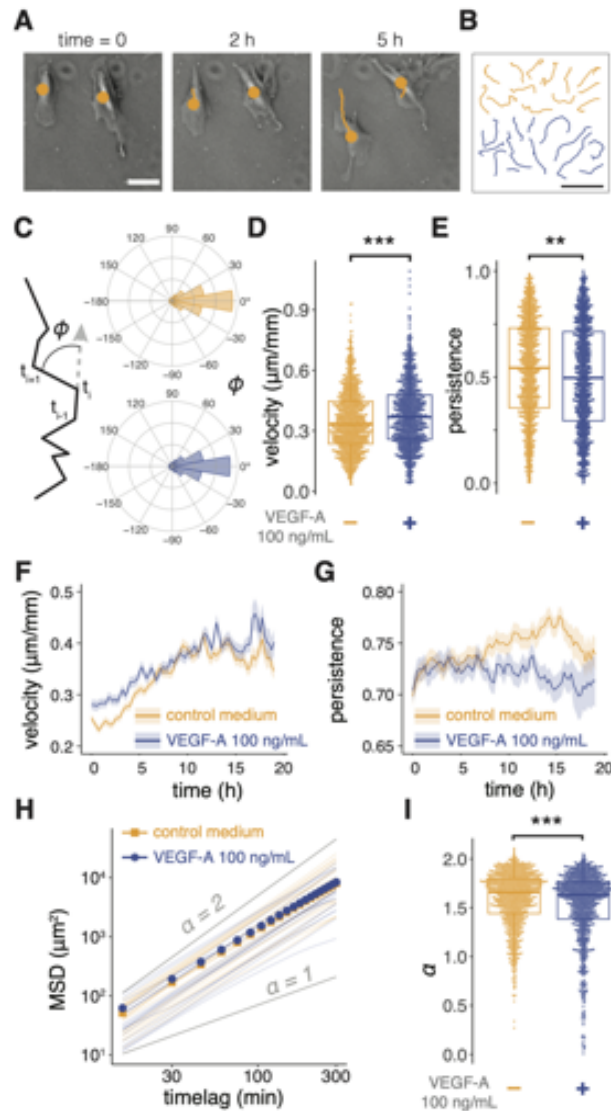 A
time = 0
2 h
5 h
B
C
90
120
60
150
30
−180
0°
−150
−30
−120
−60
−90
ϕ
t_{i+1}
t_i
t_{i-1}
ϕ
90
120
60
150
30
−180
0°
−150
−30
−120
−60
−90
D
***
velocity (μm/mm)
−0.9
0.6
0.3
0.0
VEGF-A
100 ng/mL
−
+
E
**
persistence
1.0
0.5
0.0
−
+
F
velocity (μm/mm)
0.5
0.4
0.3
0.2
control medium
VEGF-A 100 ng/mL
0
5
10
15
20
time (h)
G
persistence
0.75
0.70
0.65
control medium
VEGF-A 100 ng/mL
0
5
10
15
20
time (h)
H
control medium
VEGF-A 100 ng/mL
MSD (μm²)
10⁴
10³
10²
10¹
α = 2
α = 1
30
100
300
timelag (min)
I
***
α
2.0
1.5
1.0
0.5
0.0
VEGF-A
100 ng/mL
−
+